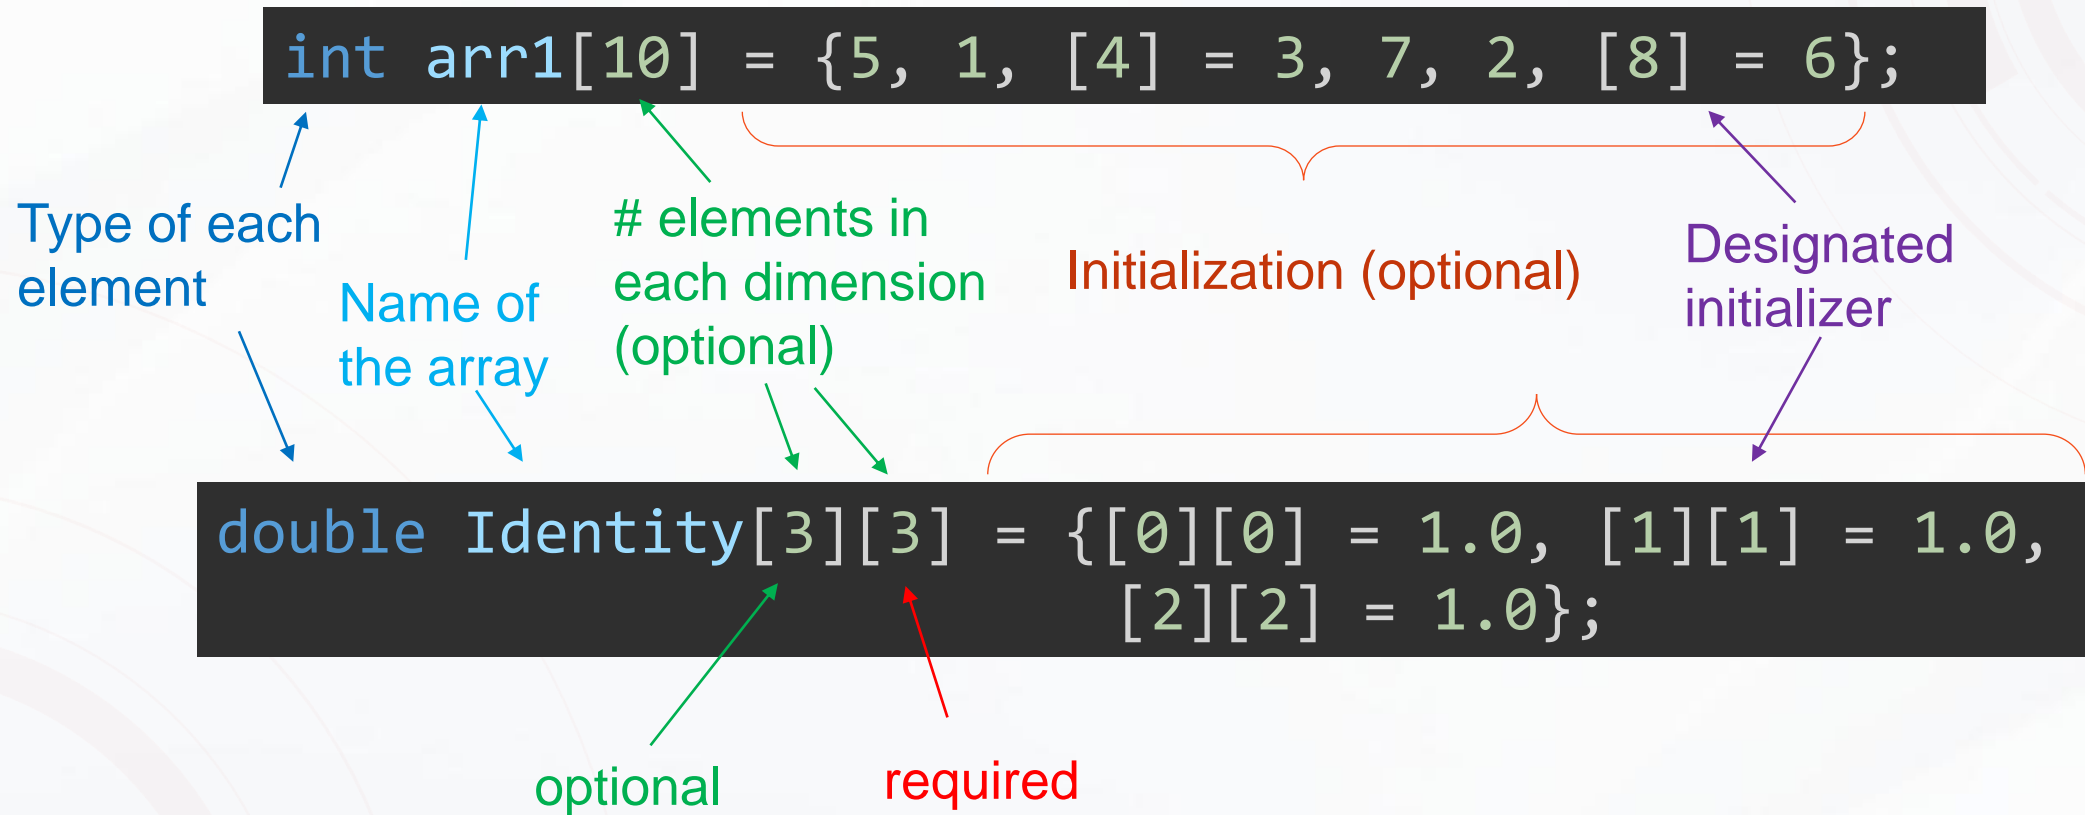 int arr1[10] = {5, 1, [4] = 3, 7, 2, [8] = 6};
Type of each
element
Name of
the array
# elements in
each dimension
(optional)
Initialization (optional)
Designated
initializer
double Identity[3][3] = {[0][0] = 1.0, [1][1] = 1.0,
[2][2] = 1.0};
optional
required